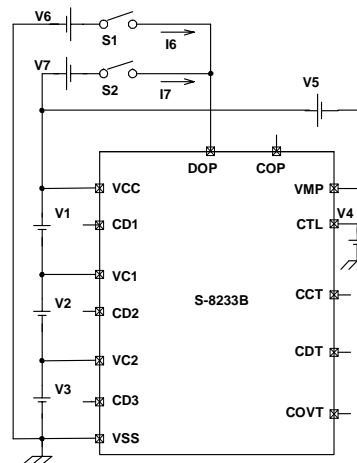 V6
S1
I6
V7
S2
I7
V5
DOP
COP
VCC
VMP
V1
CD1
CTL
V4
VC1
S-8233B
CCT
V2
CD2
VC2
CDT
V3
CD3
COVT
VSS